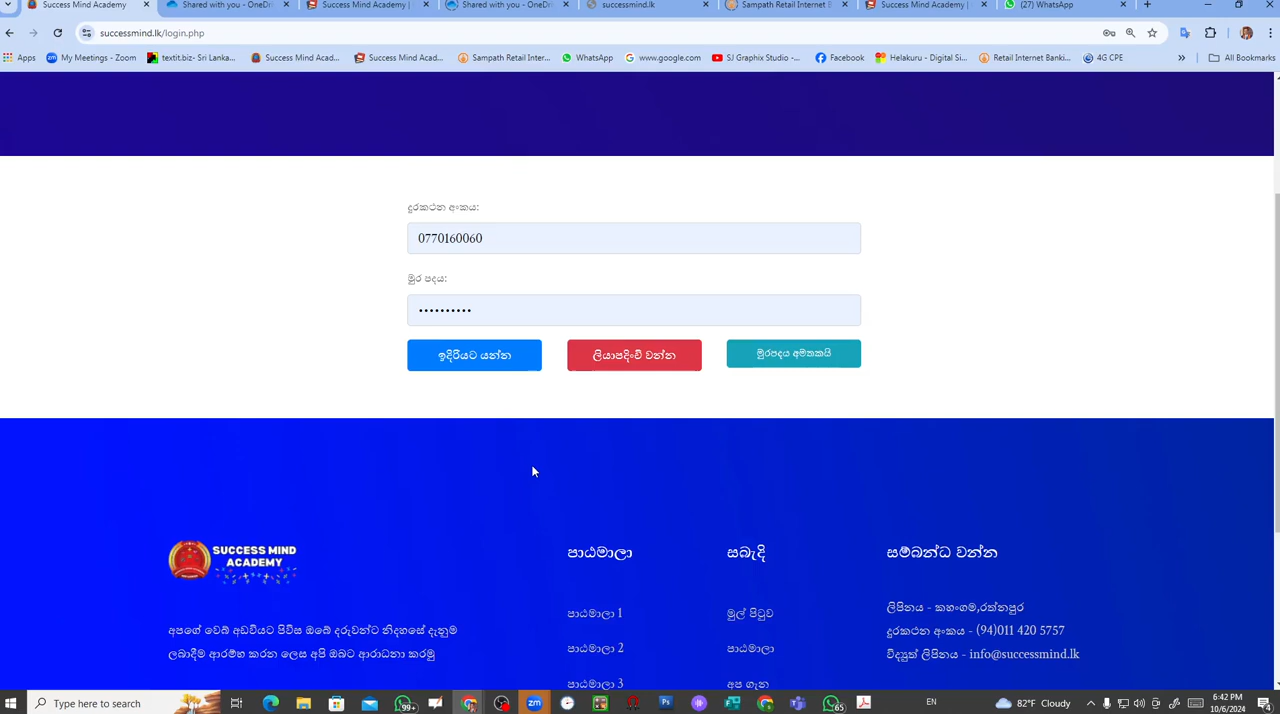 Success Mind Academy
Shared with you - OneDri
Success Mind Academy |
Shared with you - OneDri
successmind.lk
Sampath Retail Internet B
Success Mind Academy |
(27) WhatsApp
successmind.lk/login.php
Apps
My Meetings - Zoom
textit.biz- Sri Lanka...
Success Mind Acad...
Success Mind Acad...
Sampath Retail Inter...
WhatsApp
www.google.com
SJ Graphix Studio -...
Facebook
Helakuru - Digital Si...
Retail Internet Banki...
4G CPE
All Bookmarks
දුරකථන අංකය:
0770160060
මුර පදය:
••••••••••
ඉදිරියට යන්න
ලියාපදිංචි වන්න
මුරපදය අමතකයි
SUCCESS MIND
ACADEMY
අපගේ වෙබ් අඩවියට පිවිස ඔබේ දරුවන්ට නිදහසේ දැනුම
ලබාදීම ආරම්භ කරන ලෙස අපි ඔබට ආරාධනා කරමු
පාඨමාලා
පාඨමාලා 1
පාඨමාලා 2
පාඨමාලා 3
සබැදි
මුල් පිටුව
පාඨමාලා
අප ගැන
සම්බන්ධ වන්න
ලිපිනය - කහංගම,රත්නපුර
දුරකථන අංකය - (94)011 420 5757
විද්‍යුත් ලිපිනය - info@successmind.lk
Type here to search
99+
zm
Ps
65
EN
82°F Cloudy
6:42 PM
10/6/2024